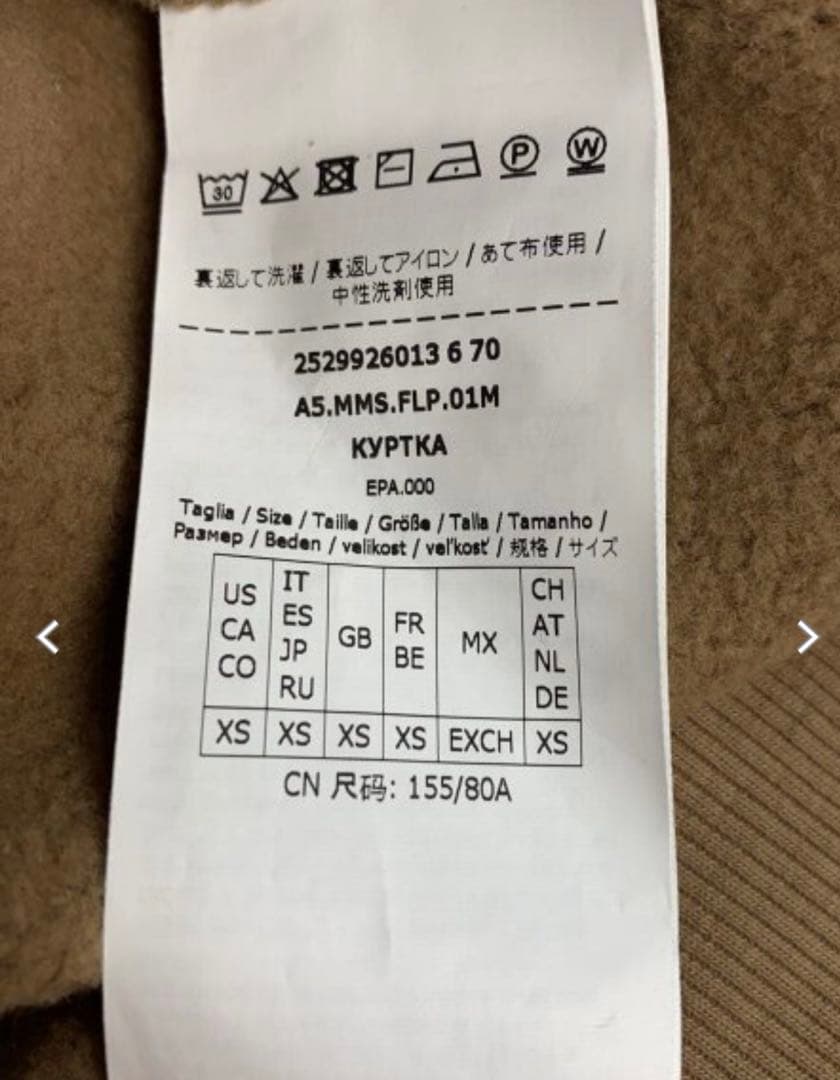 30
P
W
裏返して洗濯 / 裏返してアイロン / あて布使用 /
中性洗剤使用
2529926013 6 70
A5.MMS.FLP.01M
КУРТКА
EPA.000
Taglia / Size / Taille / Größe / Talla / Tamanho /
Размер / Beden / velikost / veľkosť / 规格 / サイズ
US CA CO
IT ES JP RU
GB
FR BE
MX
CH AT NL DE
XS XS XS XS EXCH XS
CN 尺码: 155/80A